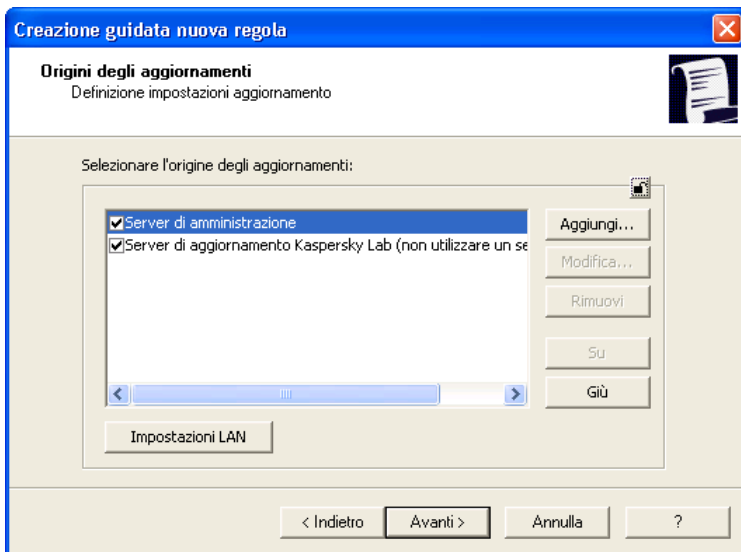 Creazione guidata nuova regola
Origini degli aggiornamenti
Definizione impostazioni aggiornamento
Selezionare l'origine degli aggiornamenti:
Server di amministrazione
Server di aggiornamento Kaspersky Lab (non utilizzare un se
Aggiungi...
Modifica...
Rimuovi
Su
Giù
Impostazioni LAN
< Indietro
Avanti >
Annulla
?